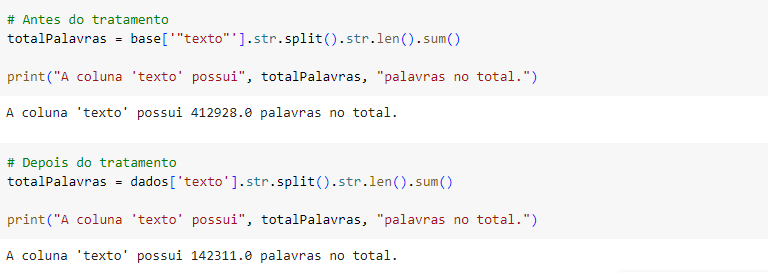 # Antes do tratamento
totalPalavras = base['"texto"'].str.split().str.len().sum()
print("A coluna 'texto' possui", totalPalavras, "palavras no total.")
A coluna 'texto' possui 412928.0 palavras no total.
# Depois do tratamento
totalPalavras = dados['texto'].str.split().str.len().sum()
print("A coluna 'texto' possui", totalPalavras, "palavras no total.")
A coluna 'texto' possui 142311.0 palavras no total.